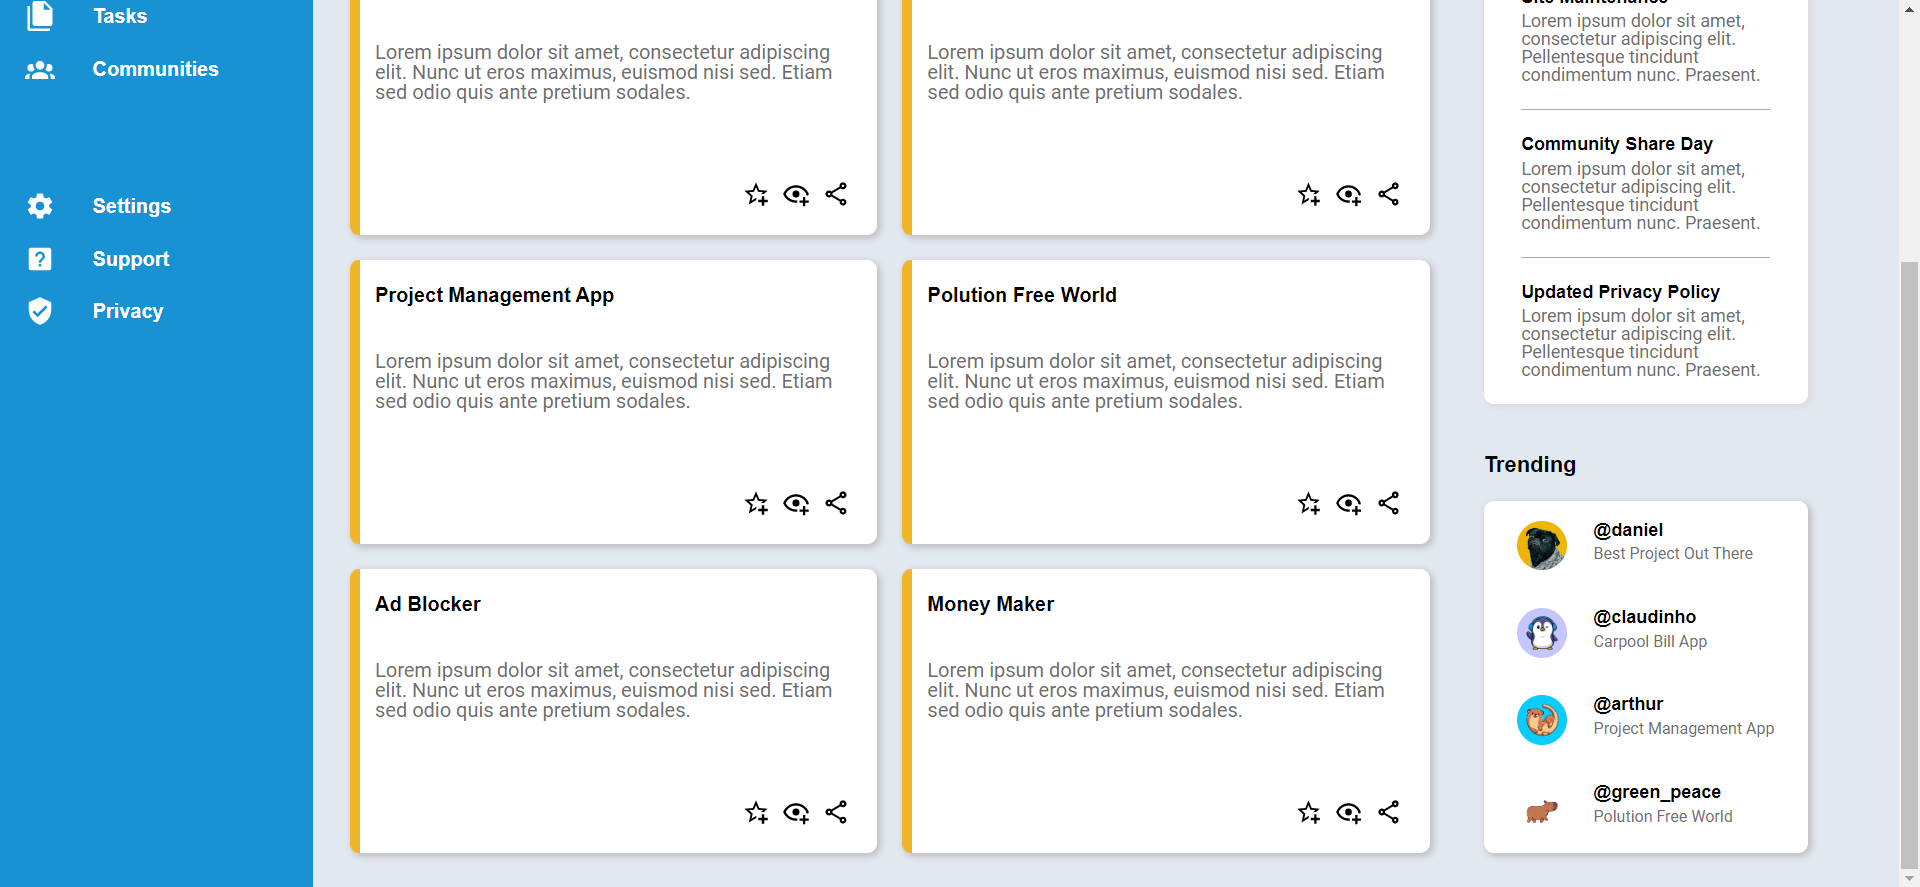 Tasks
Communities
Settings
Support
Privacy
Lorem ipsum dolor sit amet, consectetur adipiscing
elit. Nunc ut eros maximus, euismod nisi sed. Etiam
sed odio quis ante pretium sodales.
Lorem ipsum dolor sit amet, consectetur adipiscing
elit. Nunc ut eros maximus, euismod nisi sed. Etiam
sed odio quis ante pretium sodales.
Project Management App
Lorem ipsum dolor sit amet, consectetur adipiscing
elit. Nunc ut eros maximus, euismod nisi sed. Etiam
sed odio quis ante pretium sodales.
Polution Free World
Lorem ipsum dolor sit amet, consectetur adipiscing
elit. Nunc ut eros maximus, euismod nisi sed. Etiam
sed odio quis ante pretium sodales.
Ad Blocker
Lorem ipsum dolor sit amet, consectetur adipiscing
elit. Nunc ut eros maximus, euismod nisi sed. Etiam
sed odio quis ante pretium sodales.
Money Maker
Lorem ipsum dolor sit amet, consectetur adipiscing
elit. Nunc ut eros maximus, euismod nisi sed. Etiam
sed odio quis ante pretium sodales.
Site Maintenance
Lorem ipsum dolor sit amet,
consectetur adipiscing elit.
Pellentesque tincidunt
condimentum nunc. Praesent.
Community Share Day
Lorem ipsum dolor sit amet,
consectetur adipiscing elit.
Pellentesque tincidunt
condimentum nunc. Praesent.
Updated Privacy Policy
Lorem ipsum dolor sit amet,
consectetur adipiscing elit.
Pellentesque tincidunt
condimentum nunc. Praesent.
Trending
@daniel
Best Project Out There
@claudinho
Carpool Bill App
@arthur
Project Management App
@green_peace
Polution Free World